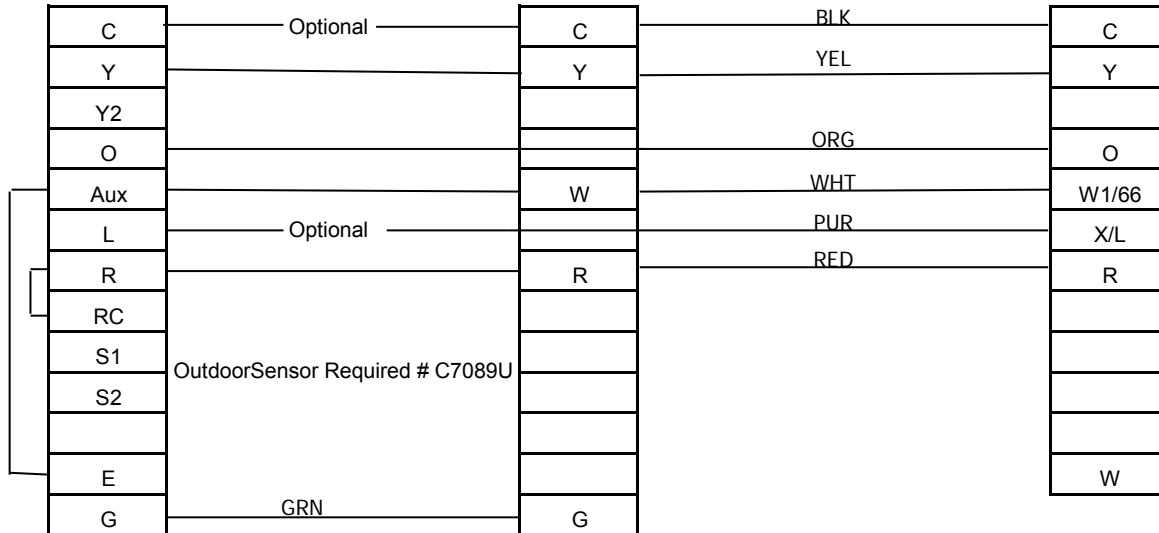 C Optional C BLK C
Y Y YEL Y
Y2
O ORG O
Aux W WHT W1/66
L Optional PUR X/L
R R RED R
RC
S1
OutdoorSensor Required # C7089U
S2
E W
G GRN G